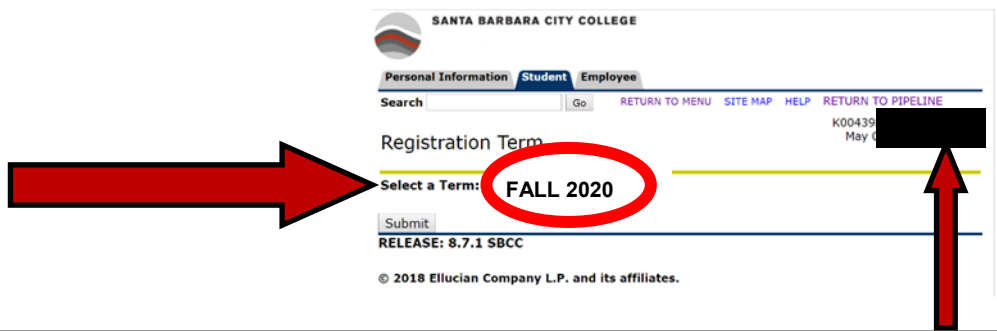 SANTA BARBARA CITY COLLEGE
Personal Information Student Employee
Search Go RETURN TO MENU SITE MAP HELP RETURN TO PIPELINE
K00439
May
Registration Term
Select a Term: FALL 2020
Submit
RELEASE: 8.7.1 SBCC
© 2018 Ellucian Company L.P. and its affiliates.